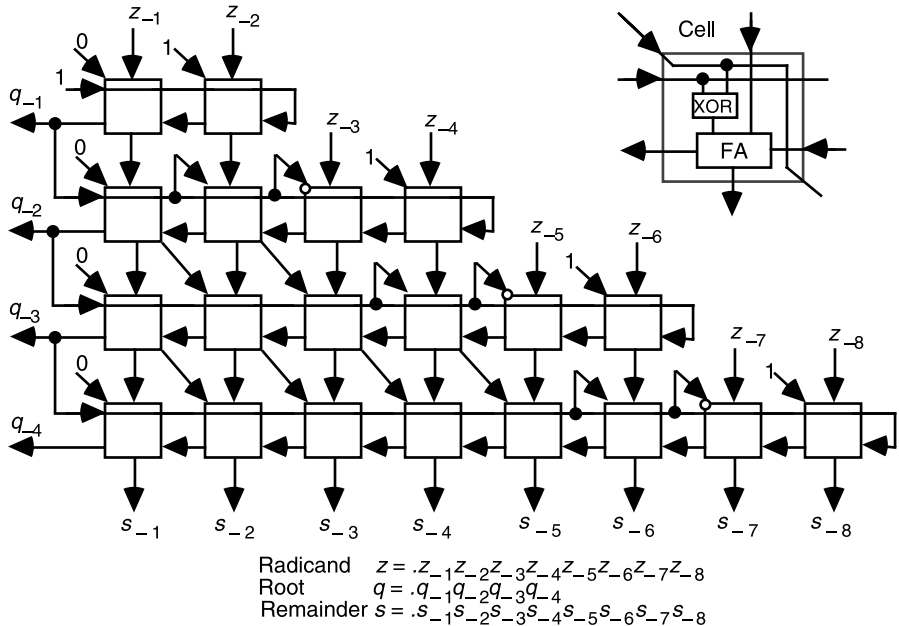 z–1 z–2 Cell
0 1
1
XOR
FA
q–1
z–3 z–4
0 1
q–2
z–5 z–6
0 1
q–3
z–7 z–8
0 1
q–4
s–1 s–2 s–3 s–4 s–5 s–6 s–7 s–8
Radicand z = .z–1z–2z–3z–4z–5z–6z–7z–8
Root q = .q–1q–2q–3q–4
Remainder s = .s–1s–2s–3s–4s–5s–6s–7s–8